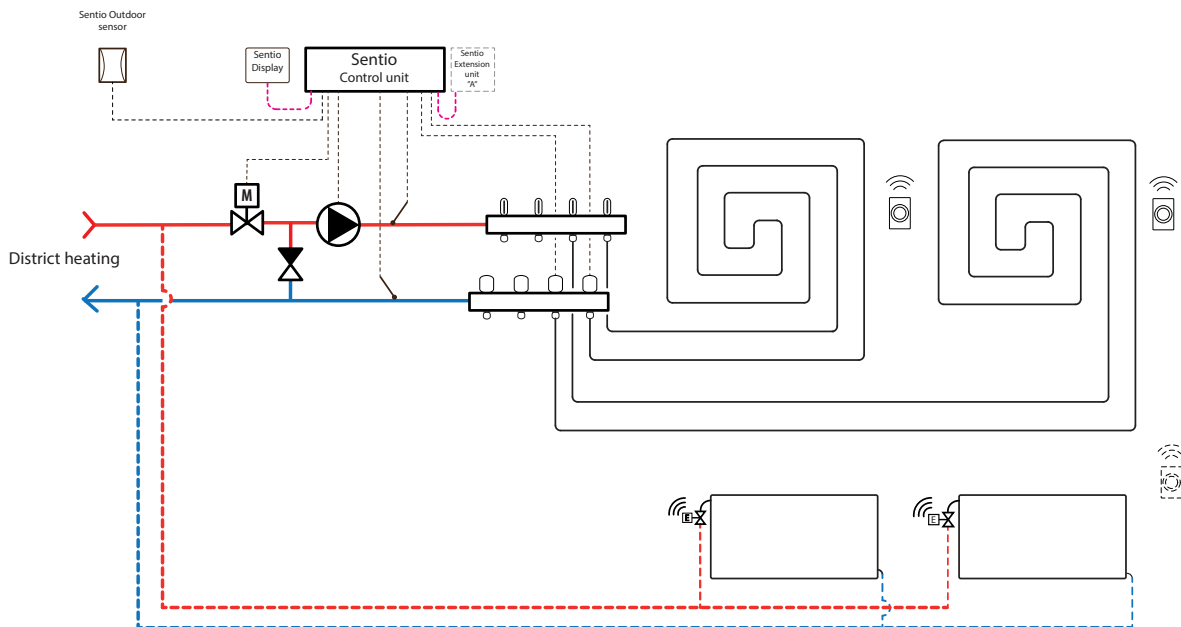 Sentio Outdoor
sensor
Sentio
Display
Sentio
Control unit
Sentio
Extension
unit
"A"
M
District heating
E
E